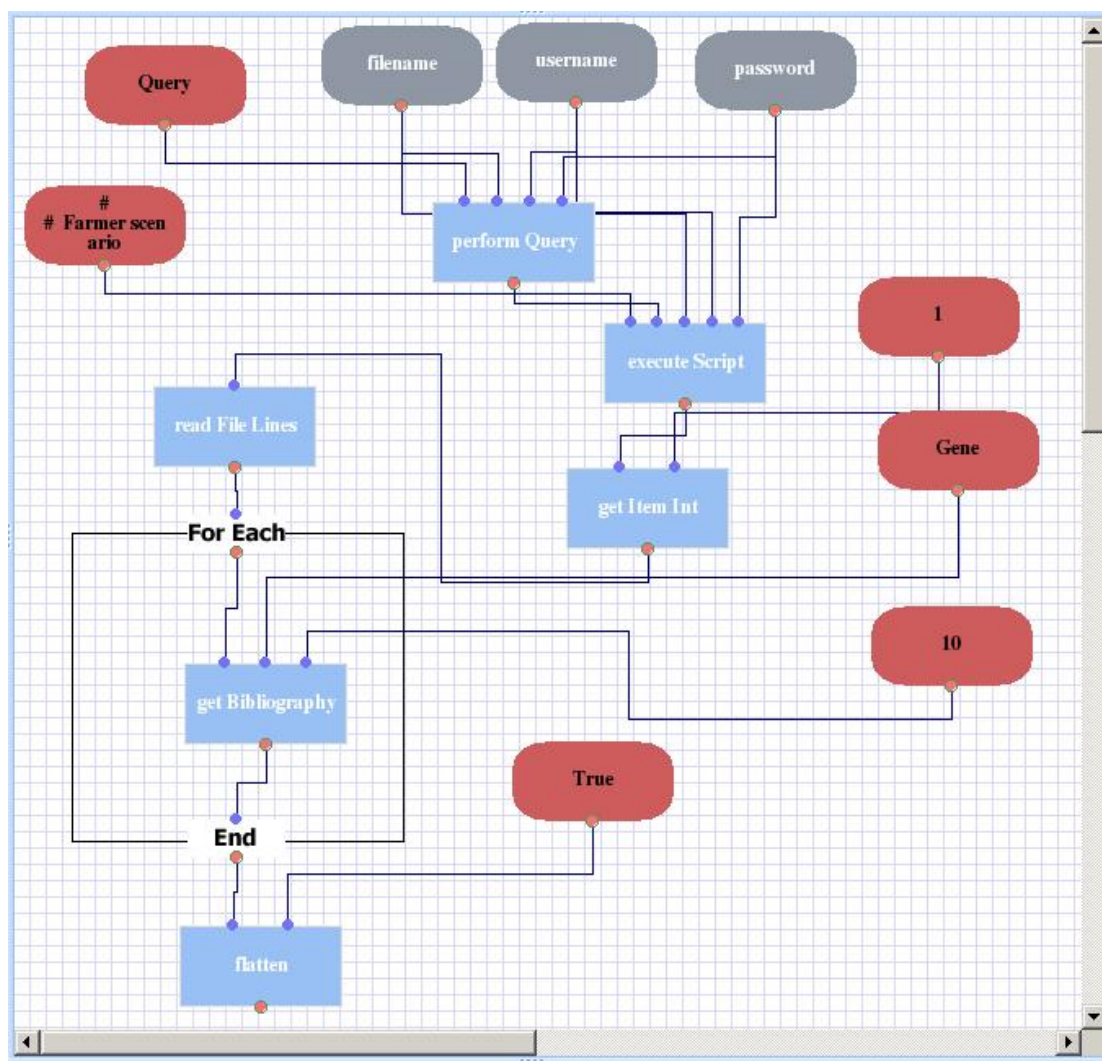 filename
username
password
Query
#
# Farmer scen
ario
perform Query
1
execute Script
read File Lines
Gene
get Item Int
For Each
10
get Bibliography
True
End
flatten